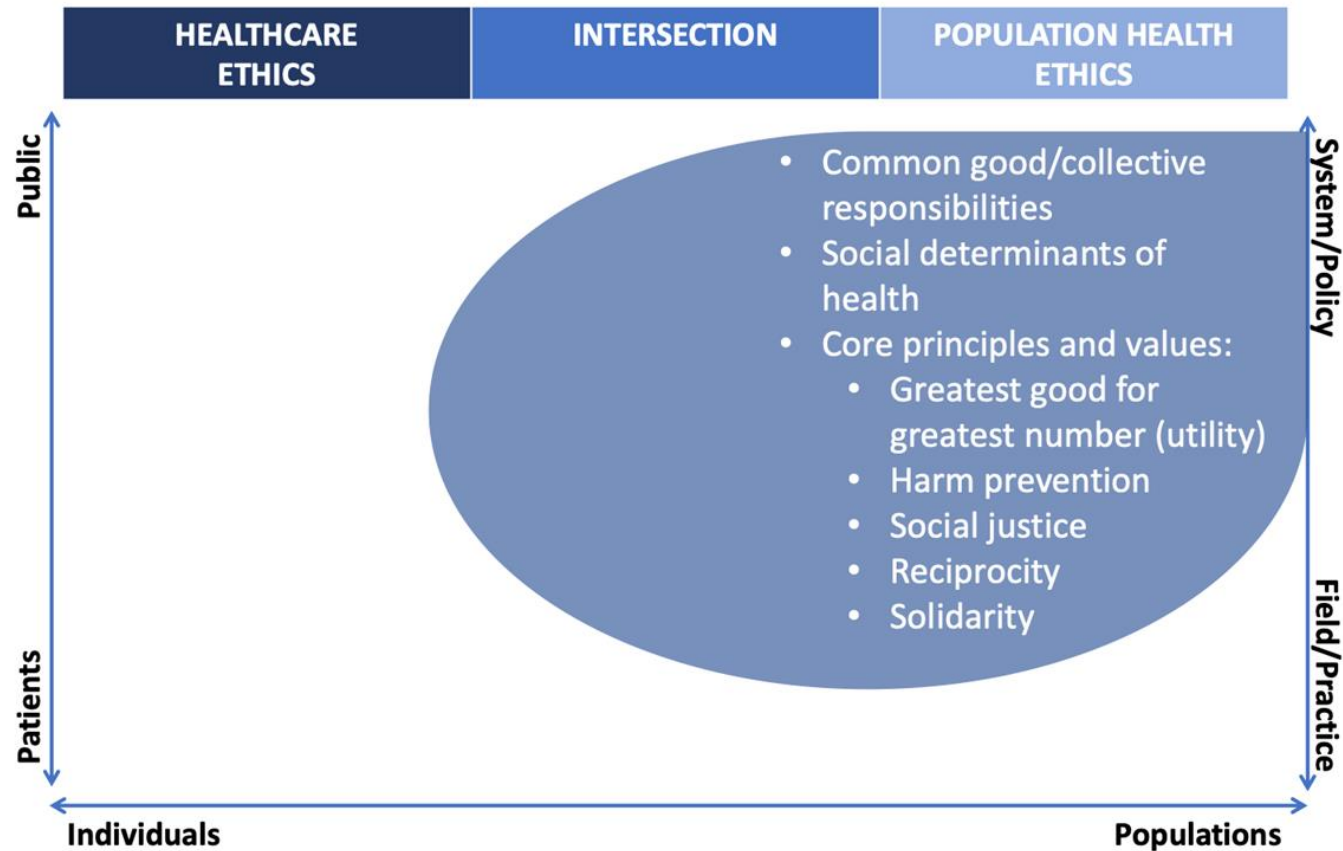 HEALTHCARE
ETHICS
INTERSECTION
POPULATION HEALTH
ETHICS
Public
Patients
• Common good/collective
responsibilities
• Social determinants of
health
• Core principles and values:
• Greatest good for
greatest number (utility)
• Harm prevention
• Social justice
• Reciprocity
• Solidarity
System/Policy
Field/Practice
Individuals
Populations